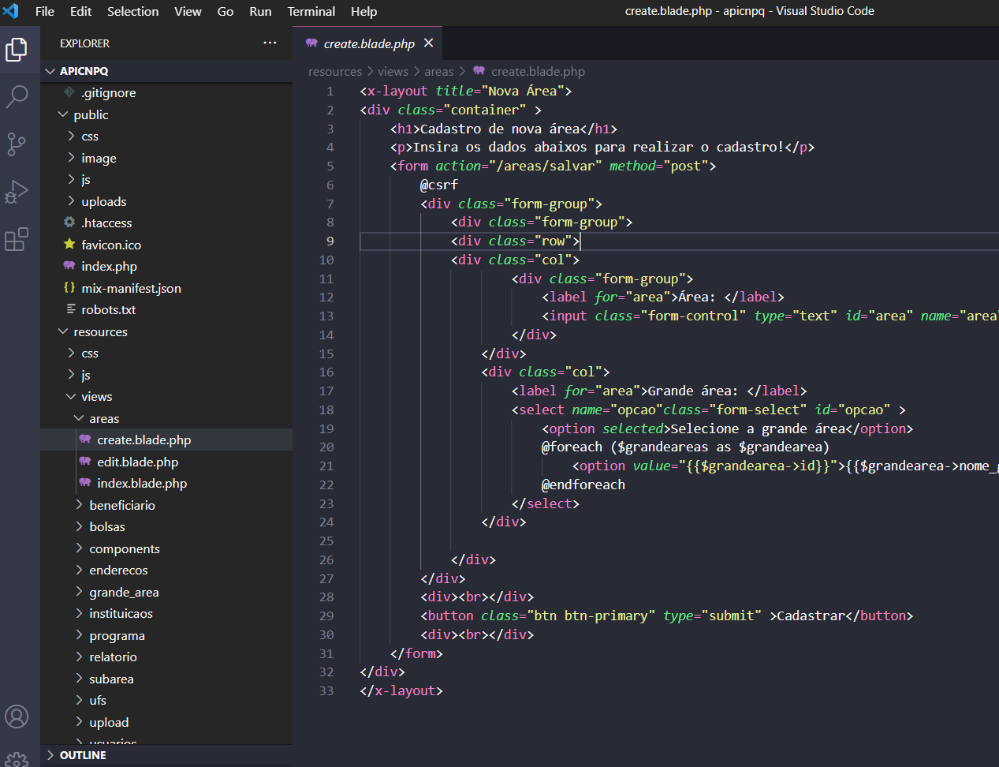 File Edit Selection View Go Run Terminal Help
create.blade.php - apicnpq - Visual Studio Code
EXPLORER
APICNPQ
.gitignore
public
css
image
js
uploads
.htaccess
favicon.ico
index.php
mix-manifest.json
robots.txt
resources
css
js
views
areas
create.blade.php
edit.blade.php
index.blade.php
beneficiario
bolsas
components
enderecos
grande_area
instituicaos
programa
relatorio
subarea
ufs
upload
usuarios
OUTLINE
create.blade.php
resources > views > areas > create.blade.php
1 <x-layout title="Nova Área">
2 <div class="container" >
3 <h1>Cadastro de nova área</h1>
4 <p>Insira os dados abaixos para realizar o cadastro!</p>
5 <form action="/areas/salvar" method="post">
6 @csrf
7 <div class="form-group">
8 <div class="form-group">
9 <div class="row">
10 <div class="col">
11 <div class="form-group">
12 <label for="area">Área: </label>
13 <input class="form-control" type="text" id="area" name="area"
14 </div>
15 </div>
16 <div class="col">
17 <label for="area">Grande área: </label>
18 <select name="opcao"class="form-select" id="opcao" >
19 <option selected>Selecione a grande área</option>
20 @foreach ($grandeareas as $grandearea)
21 <option value="{{$grandearea->id}}">{{$grandearea->nome_g
22 @endforeach
23 </select>
24 </div>
25
26 </div>
27 </div>
28 <div><br></div>
29 <button class="btn btn-primary" type="submit" >Cadastrar</button>
30 <div><br></div>
31 </form>
32 </div>
33 </x-layout>